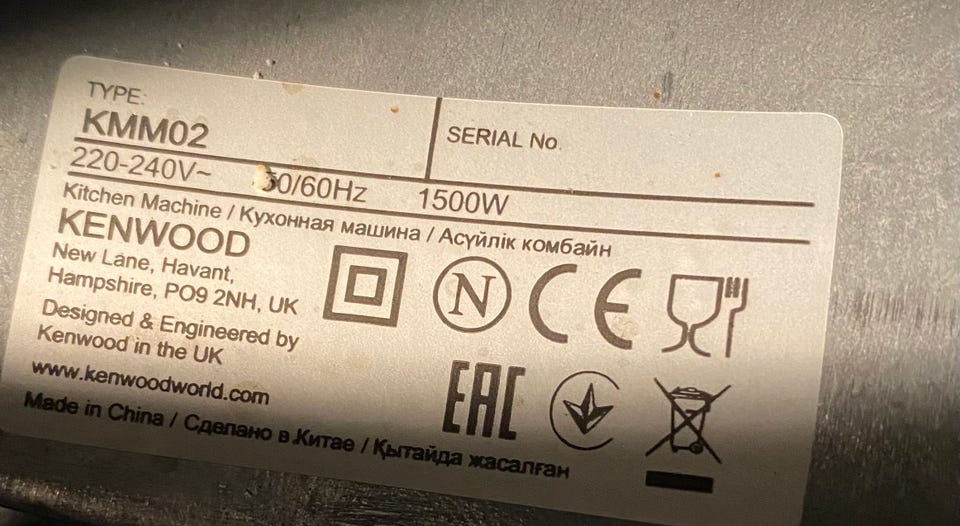 TYPE:
KMM02
SERIAL No.
220-240V~ 50/60Hz 1500W
Kitchen Machine / Кухонная машина / Асүйлік комбайн
KENWOOD
New Lane, Havant,
Hampshire, PO9 2NH, UK
Designed & Engineered by
Kenwood in the UK
www.kenwoodworld.com
Made in China / Сделано в Китае / Қытайда жасалған
N
CE
EAC